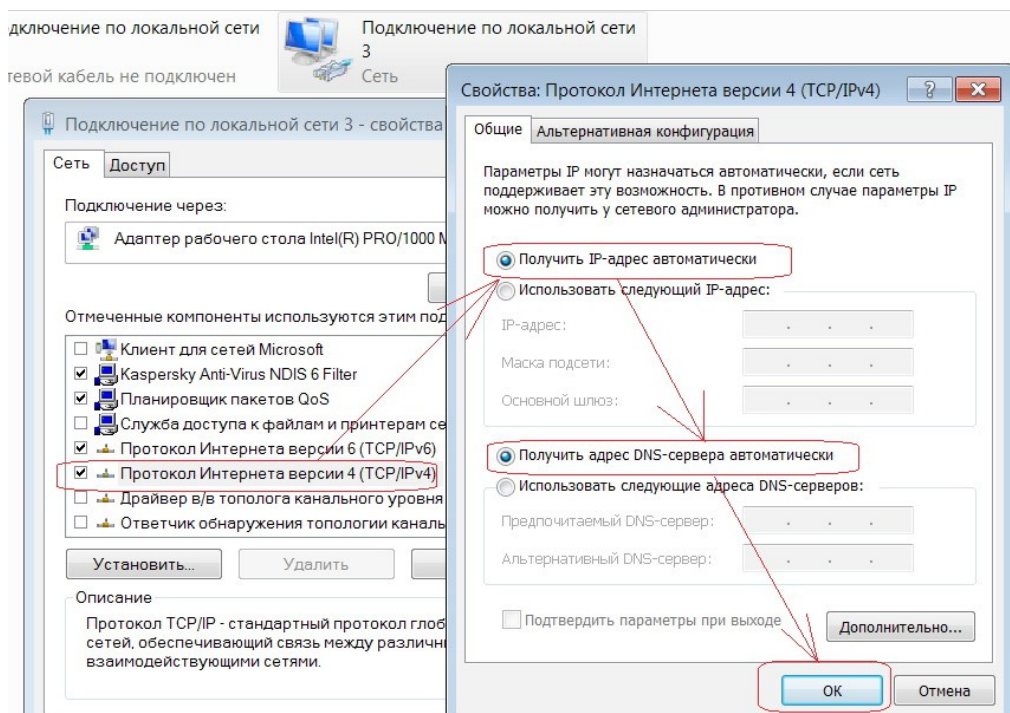 дключение по локальной сети
тевой кабель не подключен
Подключение по локальной сети
3
Сеть
Подключение по локальной сети 3 - свойства
Сеть
Доступ
Подключение через:
Адаптер рабочего стола Intel(R) PRO/1000 M
Отмеченные компоненты используются этим под
Клиент для сетей Microsoft
Kaspersky Anti-Virus NDIS 6 Filter
Планировщик пакетов QoS
Служба доступа к файлам и принтерам се
Протокол Интернета версии 6 (TCP/IPv6)
Протокол Интернета версии 4 (TCP/IPv4)
Драйвер в/в тополога канального уровня
Ответчик обнаружения топологии каналь
Установить...
Удалить
Описание
Протокол TCP/IP - стандартный протокол глоб
сетей, обеспечивающий связь между различн
взаимодействующими сетями.
Свойства: Протокол Интернета версии 4 (TCP/IPv4)
Общие
Альтернативная конфигурация
Параметры IP могут назначаться автоматически, если сеть
поддерживает эту возможность. В противном случае параметры IP
можно получить у сетевого администратора.
Получить IP-адрес автоматически
Использовать следующий IP-адрес:
IP-адрес:
Маска подсети:
Основной шлюз:
Получить адрес DNS-сервера автоматически
Использовать следующие адреса DNS-серверов:
Предпочитаемый DNS-сервер:
Альтернативный DNS-сервер:
Подтвердить параметры при выходе
Дополнительно...
ОК
Отмена